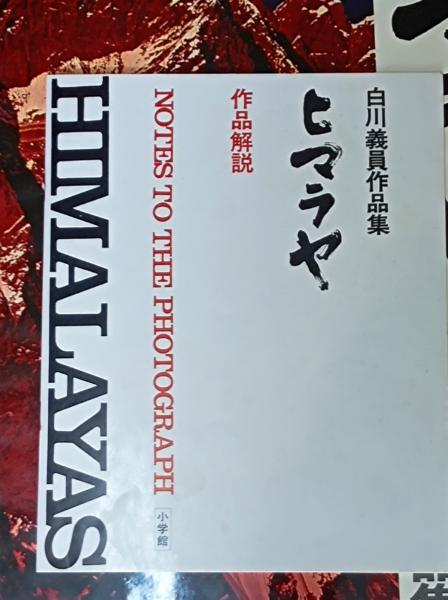 白川義員作品集
ヒマラヤ
作品解説
NOTES TO THE PHOTOGRAPH
小学館
HIMALAYAS